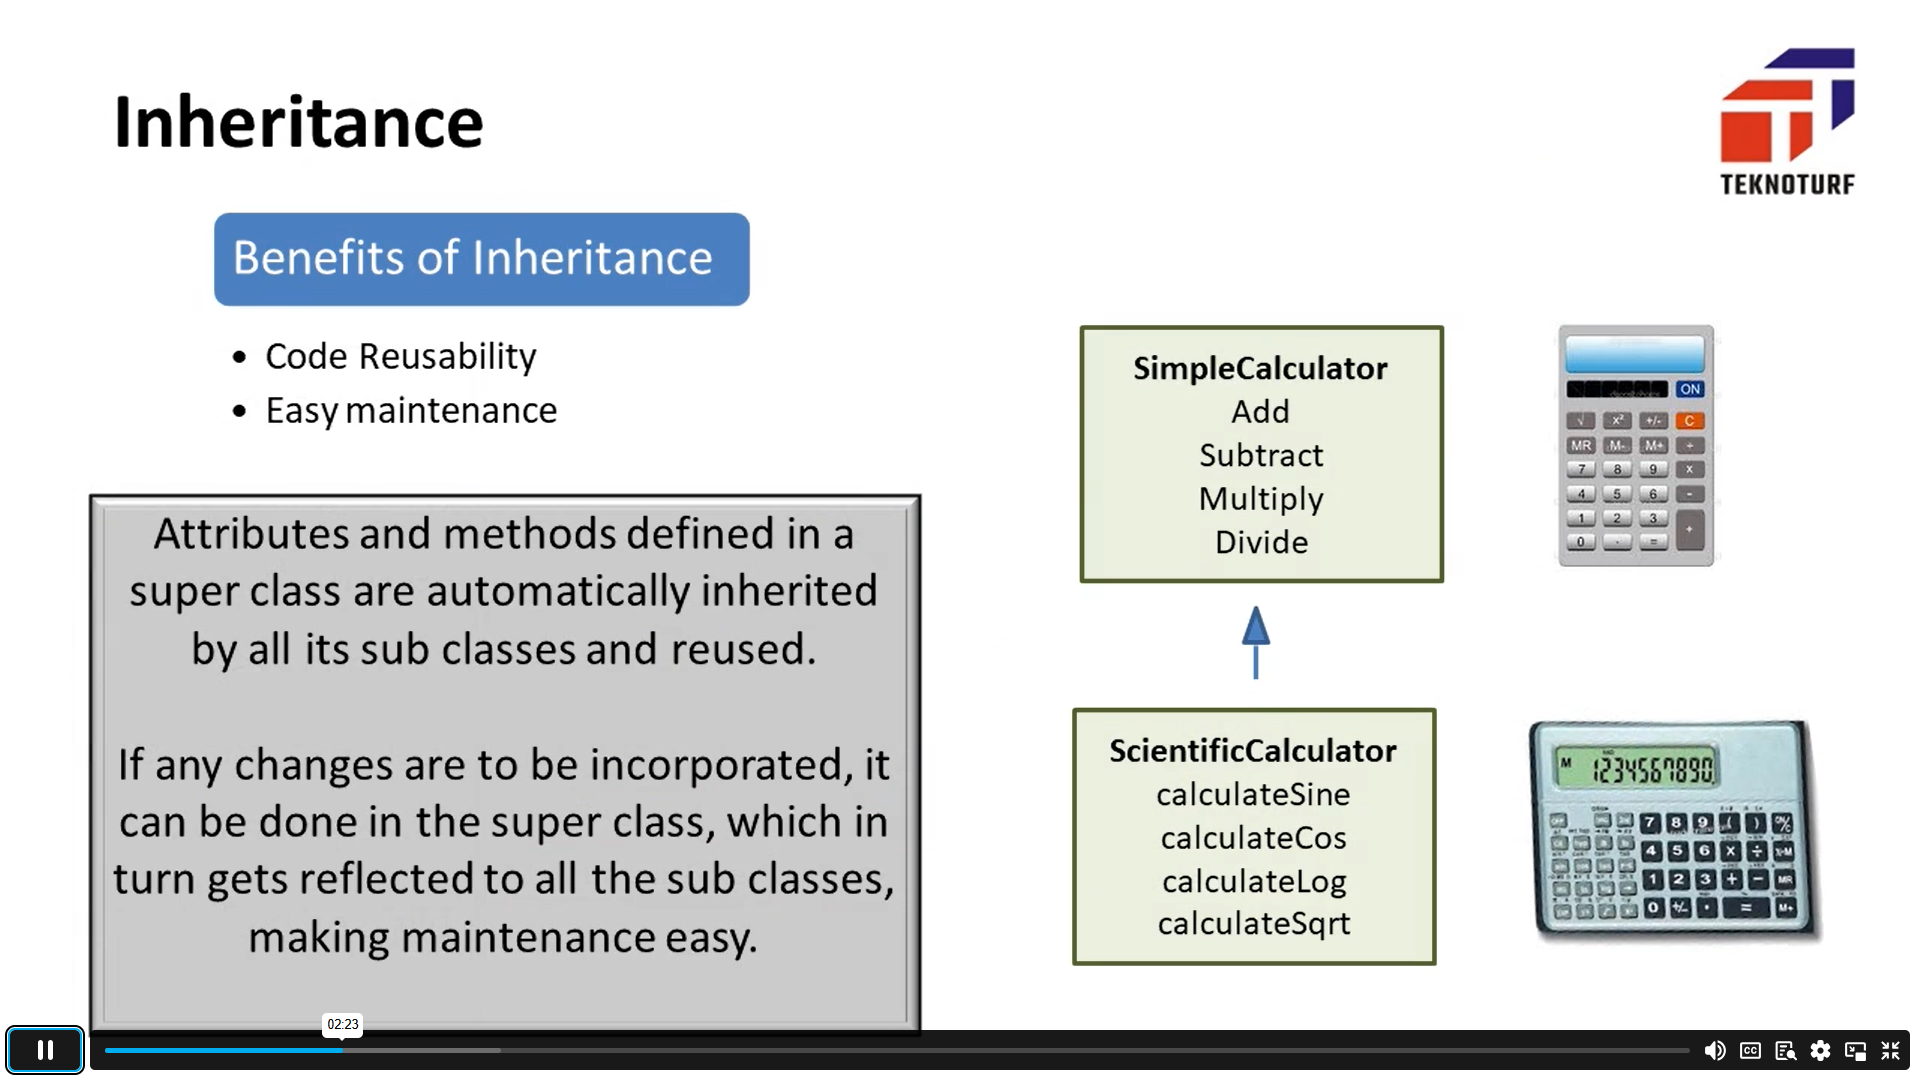 Inheritance
TEKNOTURF
Benefits of Inheritance
• Code Reusability
• Easy maintenance
Attributes and methods defined in a
super class are automatically inherited
by all its sub classes and reused.
If any changes are to be incorporated, it
can be done in the super class, which in
turn gets reflected to all the sub classes,
making maintenance easy.
SimpleCalculator
Add
Subtract
Multiply
Divide
ON
√ x² +/- C
MR M- M+ ÷
7 8 9 x
4 5 6 -
1 2 3 +
0 . =
ScientificCalculator
calculateSine
calculateCos
calculateLog
calculateSqrt
M 1234567890.
7 8 9 ( )
4 5 6 X ÷
1 2 3 + − MR
0 +/- • = M+
02:23
CC